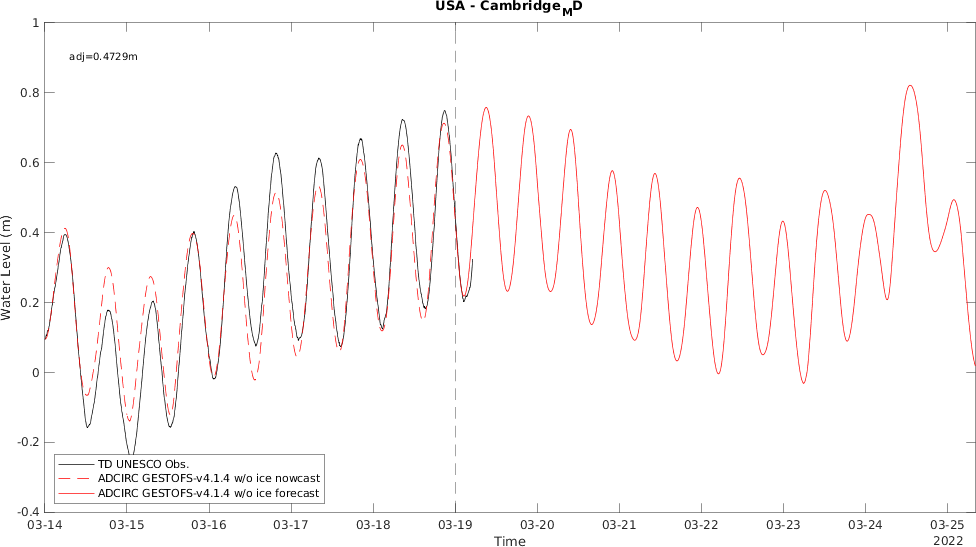 USA - Cambridge_MD
adj=0.4729m
1
0.8
0.6
0.4
0.2
0
-0.2
-0.4
Water Level (m)
TD UNESCO Obs.
ADCIRC GESTOFS-v4.1.4 w/o ice nowcast
ADCIRC GESTOFS-v4.1.4 w/o ice forecast
03-14 03-15 03-16 03-17 03-18 03-19 03-20 03-21 03-22 03-23 03-24 03-25
Time
2022